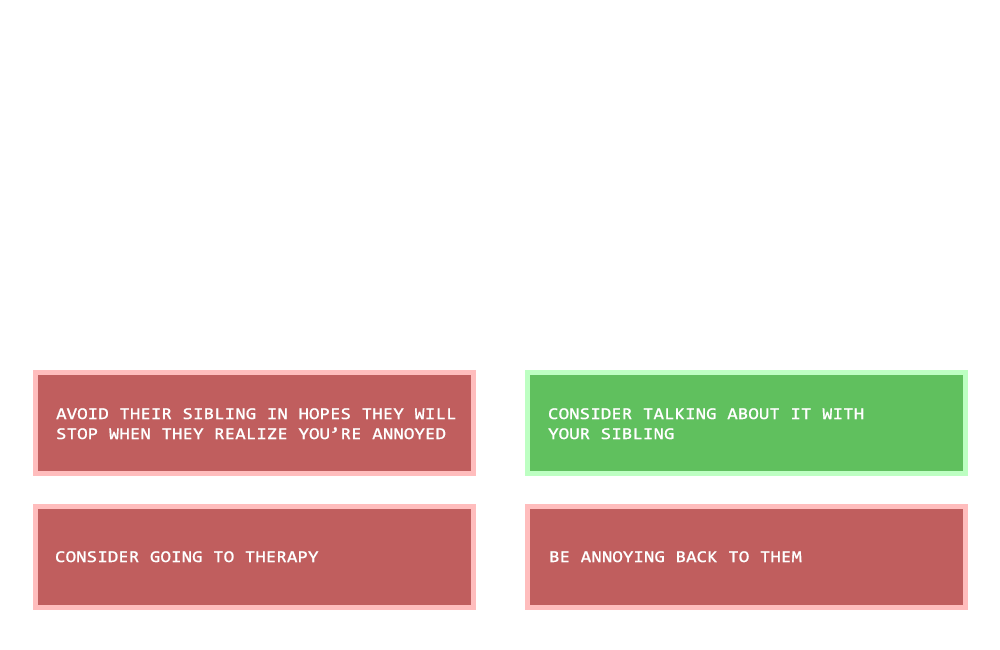 AVOID THEIR SIBLING IN HOPES THEY WILL
STOP WHEN THEY REALIZE YOU’RE ANNOYED
CONSIDER TALKING ABOUT IT WITH
YOUR SIBLING
CONSIDER GOING TO THERAPY
BE ANNOYING BACK TO THEM